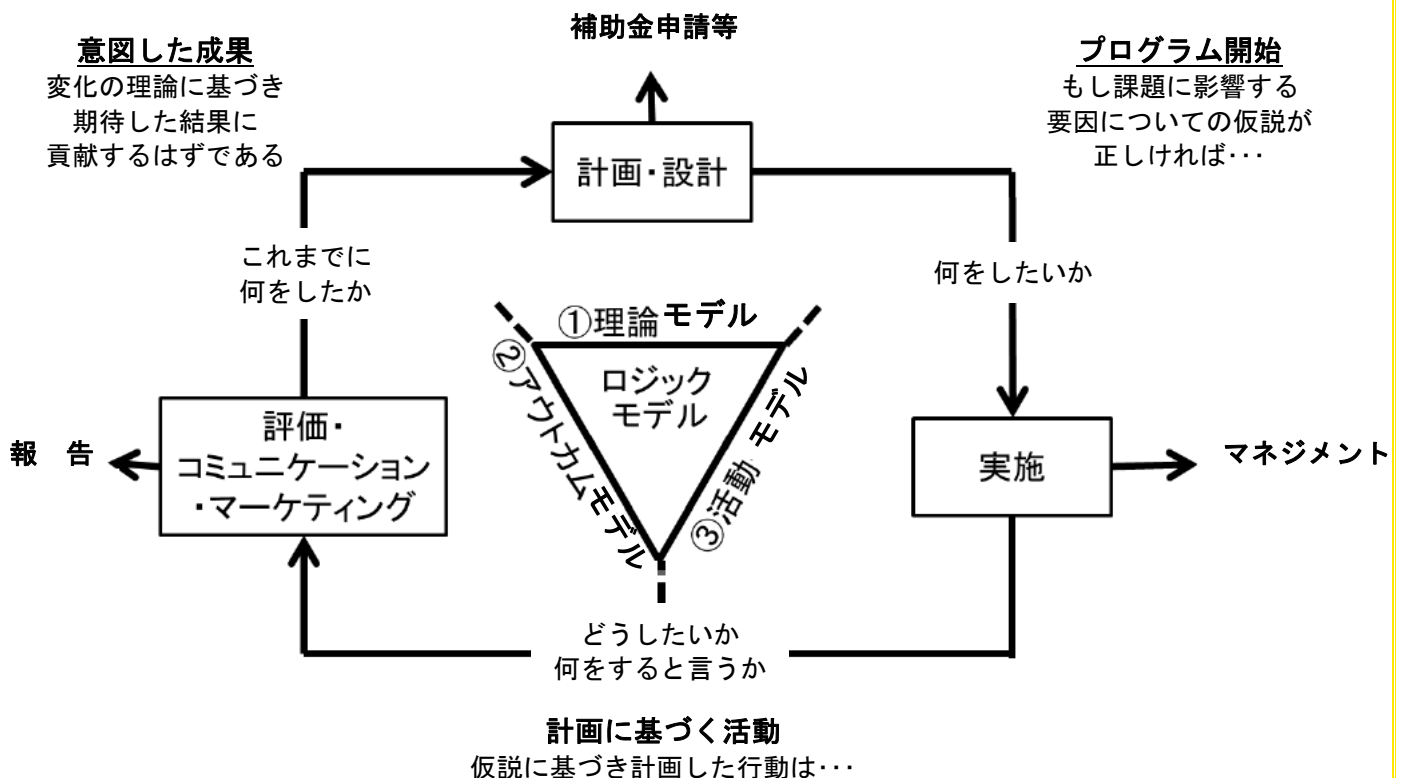 補助金申請等
意図した成果
変化の理論に基づき
期待した結果に
貢献するはずである
プログラム開始
もし課題に影響する
要因についての仮説が
正しければ･･･
計画・設計
これまでに
何をしたか
何をしたいか
①理論モデル
②アウトカムモデル
③活動モデル
ロジック
モデル
報　告
評価・
コミュニケーション
・マーケティング
実施
マネジメント
どうしたいか
何をすると言うか
計画に基づく活動
仮説に基づき計画した行動は･･･